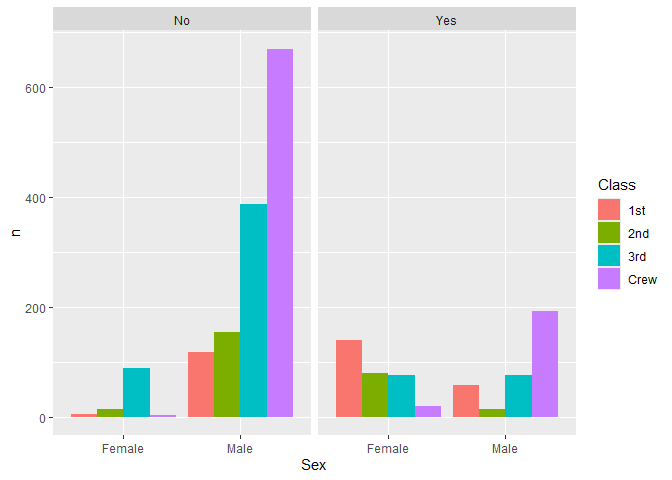 No
Yes
600
400
200
0
n
Female
Male
Female
Male
Sex
Class
1st
2nd
3rd
Crew